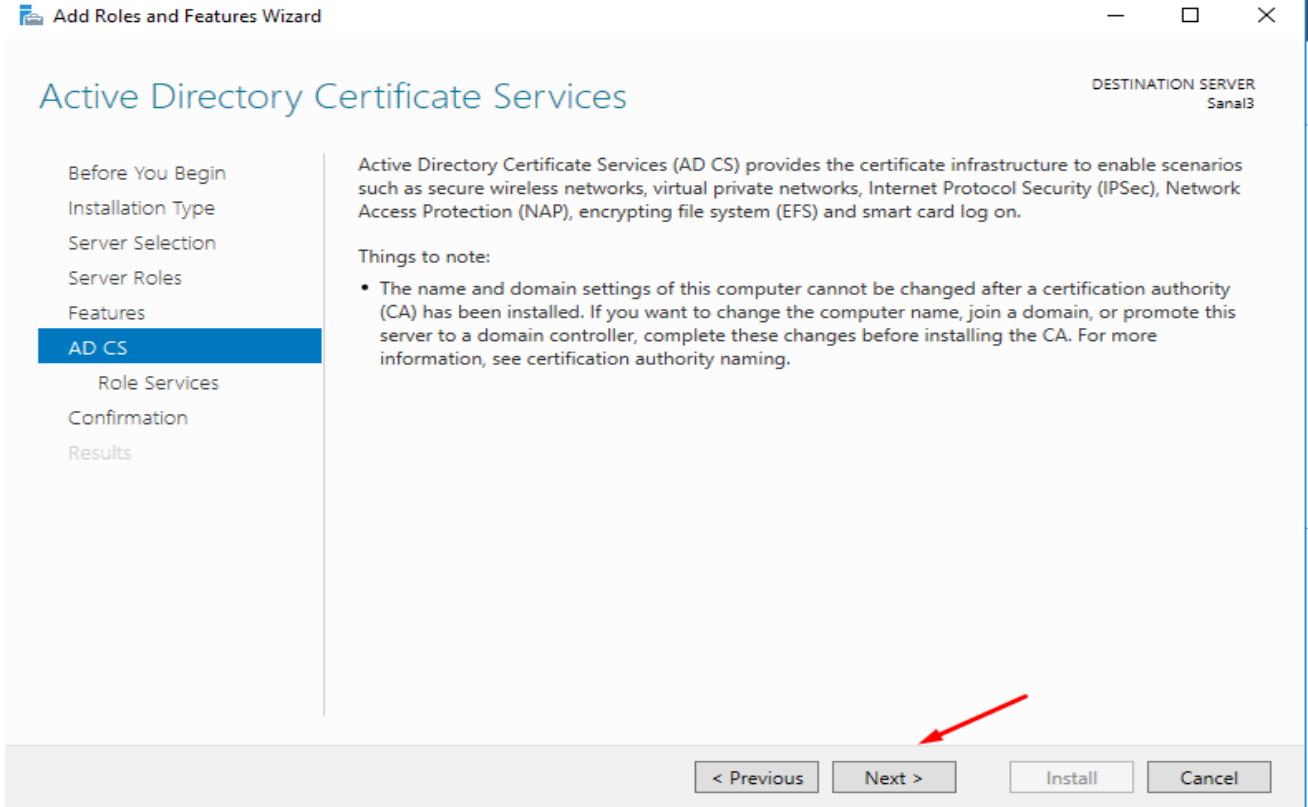 Add Roles and Features Wizard
Active Directory Certificate Services
DESTINATION SERVER
Sanal3
Before You Begin
Installation Type
Server Selection
Server Roles
Features
AD CS
Role Services
Confirmation
Results
Active Directory Certificate Services (AD CS) provides the certificate infrastructure to enable scenarios
such as secure wireless networks, virtual private networks, Internet Protocol Security (IPSec), Network
Access Protection (NAP), encrypting file system (EFS) and smart card log on.
Things to note:
• The name and domain settings of this computer cannot be changed after a certification authority
(CA) has been installed. If you want to change the computer name, join a domain, or promote this
server to a domain controller, complete these changes before installing the CA. For more
information, see certification authority naming.
< Previous
Next >
Install
Cancel